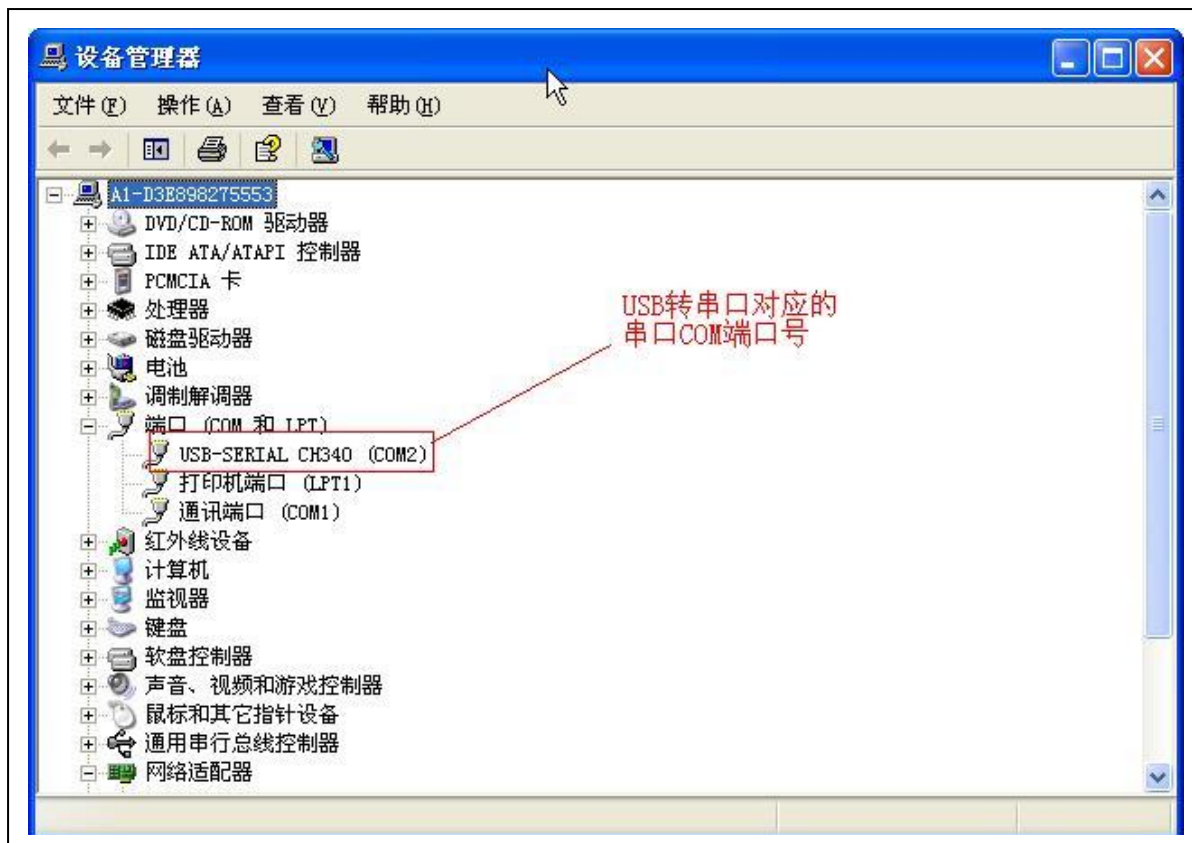 设备管理器
文件(F) 操作(A) 查看(V) 帮助(H)
A1-D3E898275553
DVD/CD-ROM 驱动器
IDE ATA/ATAPI 控制器
PCMCIA 卡
处理器
磁盘驱动器
电池
调制解调器
端口 (COM 和 LPT)
USB-SERIAL CH340 (COM2)
打印机端口 (LPT1)
通讯端口 (COM1)
红外线设备
计算机
监视器
键盘
软盘控制器
声音、视频和游戏控制器
鼠标和其它指针设备
通用串行总线控制器
网络适配器
USB转串口对应的
串口COM端口号